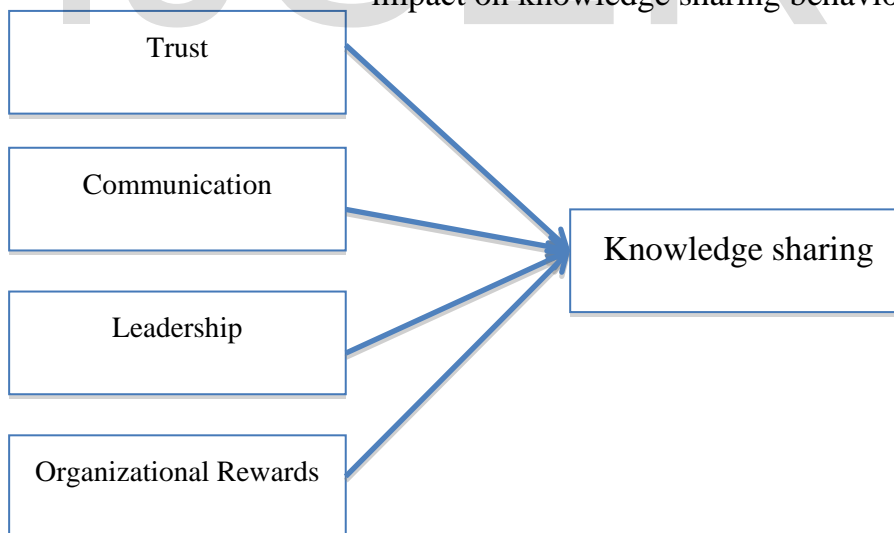 impact on knowledge sharing behavio
Trust
Communication
Knowledge sharing
Leadership
Organizational Rewards